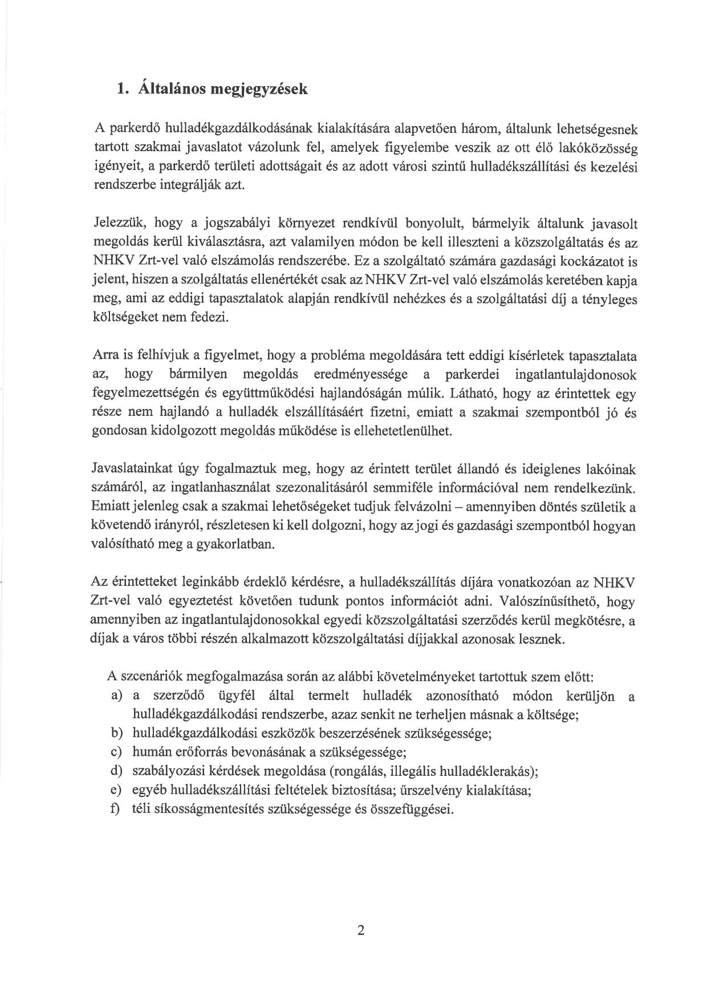 1. Általános megjegyzések
A parkerdő hulladékgazdálkodásának kialakítására alapvetően három, általunk lehetségesnek
tartott szakmai javaslatot vázolunk fel, amelyek figyelembe veszik az ott élő lakóközösség
igényeit, a parkerdő területi adottságait és az adott városi szintű hulladékszállítási és kezelési
rendszerbe integrálják azt.
Jelezzük, hogy a jogszabályi környezet rendkívül bonyolult, bármelyik általunk javasolt
megoldás kerül kiválasztásra, azt valamilyen módon be kell illeszteni a közszolgáltatás és az
NHKV Zrt-vel való elszámolás rendszerébe. Ez a szolgáltató számára gazdasági kockázatot is
jelent, hiszen a szolgáltatás ellenértékét csak az NHKV Zrt-vel való elszámolás keretében kapja
meg, ami az eddigi tapasztalatok alapján rendkívül nehézkes és a szolgáltatási díj a tényleges
költségeket nem fedezi.
Arra is felhívjuk a figyelmet, hogy a probléma megoldására tett eddigi kísérletek tapasztalata
az, hogy bármilyen megoldás eredményessége a parkerdei ingatlantulajdonosok
fegyelmezettségén és együttműködési hajlandóságán múlik. Látható, hogy az érintettek egy
része nem hajlandó a hulladék elszállításáért fizetni, emiatt a szakmai szempontból jó és
gondosan kidolgozott megoldás működése is ellehetetlenülhet.
Javaslatainkat úgy fogalmaztuk meg, hogy az érintett terület állandó és ideiglenes lakóinak
számáról, az ingatlanhasználat szezonalitásáról semmiféle információval nem rendelkezünk.
Emiatt jelenleg csak a szakmai lehetőségeket tudjuk felvázolni – amennyiben döntés születik a
követendő irányról, részletesen ki kell dolgozni, hogy az jogi és gazdasági szempontból hogyan
valósítható meg a gyakorlatban.
Az érintetteket leginkább érdeklő kérdésre, a hulladékszállítás díjára vonatkozóan az NHKV
Zrt-vel való egyeztetést követően tudunk pontos információt adni. Valószínűsíthető, hogy
amennyiben az ingatlantulajdonosokkal egyedi közszolgáltatási szerződés kerül megkötésre, a
díjak a város többi részén alkalmazott közszolgáltatási díjjakkal azonosak lesznek.
A szcenáriók megfogalmazása során az alábbi követelményeket tartottuk szem előtt:
a) a szerződő ügyfél által termelt hulladék azonosítható módon kerüljön a
hulladékgazdálkodási rendszerbe, azaz senkit ne terheljen másnak a költsége;
b) hulladékgazdálkodási eszközök beszerzésének szükségessége;
c) humán erőforrás bevonásának a szükségessége;
d) szabályozási kérdések megoldása (rongálás, illegális hulladéklerakás);
e) egyéb hulladékszállítási feltételek biztosítása; űrszelvény kialakítása;
f) téli síkosságmentesítés szükségessége és összefüggései.
2